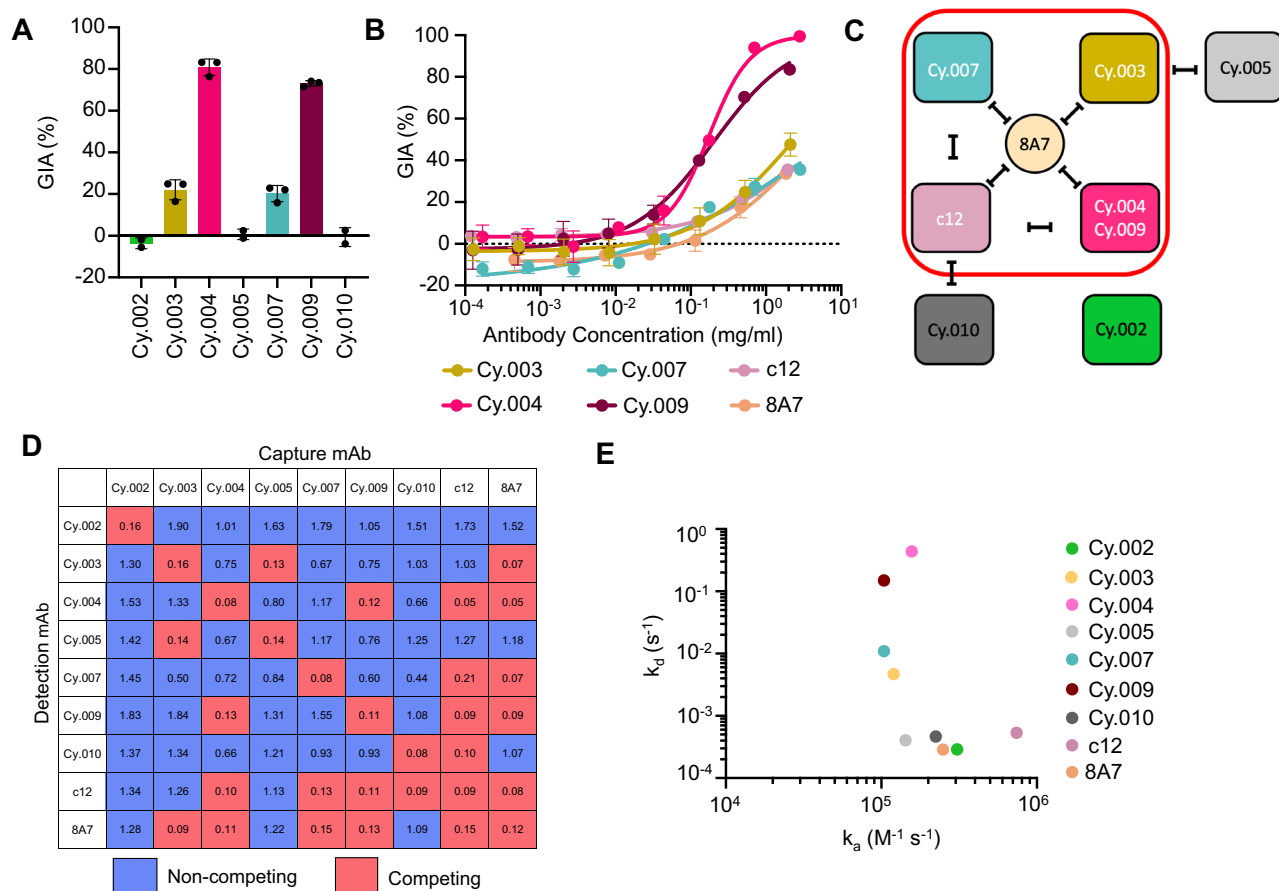 A
GIA (%)
100
80
60
40
20
0
-20
Cy.002
Cy.003
Cy.004
Cy.005
Cy.007
Cy.009
Cy.010
B
GIA (%)
100
80
60
40
20
0
-20
10-4 10-3 10-2 10-1 100 101
Antibody Concentration (mg/ml)
Cy.003 Cy.007 c12
Cy.004 Cy.009 8A7
C
Cy.007 Cy.003 Cy.005
8A7
c12 Cy.004
Cy.009
Cy.010 Cy.002
D
Capture mAb
Detection mAb
Cy.002 Cy.003 Cy.004 Cy.005 Cy.007 Cy.009 Cy.010 c12 8A7
Cy.002 0.16 1.90 1.01 1.63 1.79 1.05 1.51 1.73 1.52
Cy.003 1.30 0.16 0.75 0.13 0.67 0.75 1.03 1.03 0.07
Cy.004 1.53 1.33 0.08 0.80 1.17 0.12 0.66 0.05 0.05
Cy.005 1.42 0.14 0.67 0.14 1.17 0.76 1.25 1.27 1.18
Cy.007 1.45 0.50 0.72 0.84 0.08 0.60 0.44 0.21 0.07
Cy.009 1.83 1.84 0.13 1.31 1.55 0.11 1.08 0.09 0.09
Cy.010 1.37 1.34 0.66 1.21 0.93 0.93 0.08 0.10 1.07
c12 1.34 1.26 0.10 1.13 0.13 0.11 0.09 0.09 0.08
8A7 1.28 0.09 0.11 1.22 0.15 0.13 1.09 0.15 0.12
Non-competing Competing
E
kd (s-1)
100
10-1
10-2
10-3
10-4
104 105 106
ka (M-1 s-1)
Cy.002
Cy.003
Cy.004
Cy.005
Cy.007
Cy.009
Cy.010
c12
8A7